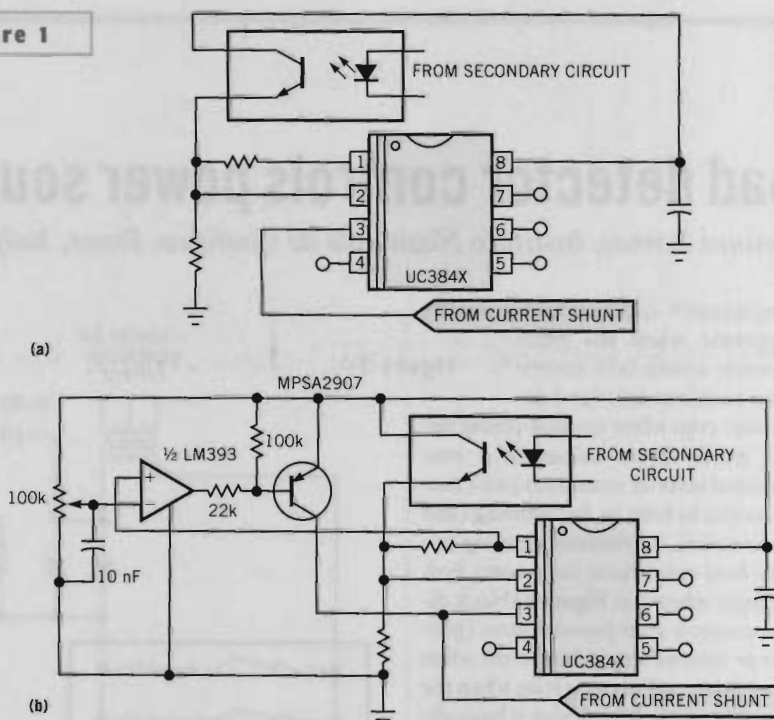 re 1
FROM SECONDARY CIRCUIT
1
8
2
7
3
6
4
5
UC384X
FROM CURRENT SHUNT
(a)
MPSA2907
100k
½ LM393
FROM SECONDARY
CIRCUIT
100k
+
−
22k
10 nF
1
8
2
7
3
6
4
5
UC384X
(b)
FROM CURRENT SHUNT